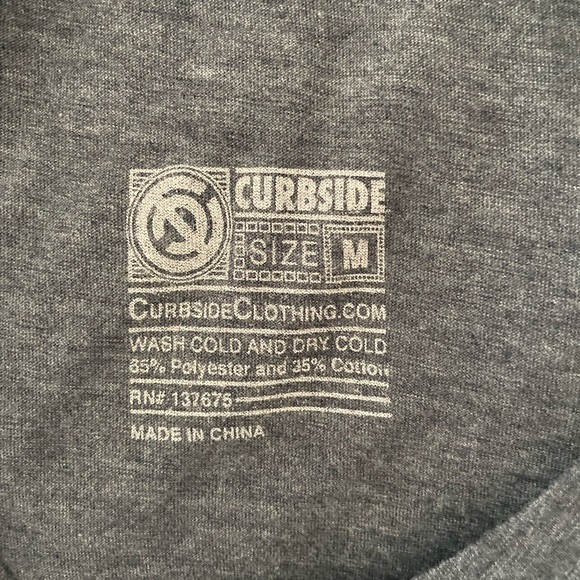 CURBSIDE
SIZE M
CURBSIDECLOTHING.COM
WASH COLD AND DRY COLD
65% Polyester and 35% Cotton
RN# 137675
MADE IN CHINA